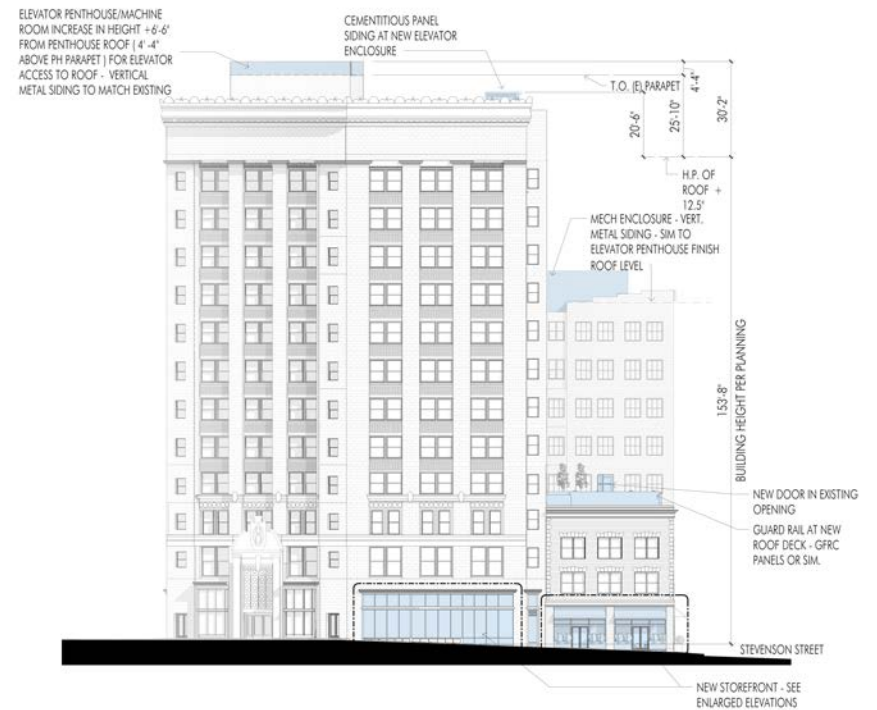 ELEVATOR PENTHOUSE/MACHINE
ROOM INCREASE IN HEIGHT +6'-6"
FROM PENTHOUSE ROOF ( 4' -4"
ABOVE PH PARAPET ) FOR ELEVATOR
ACCESS TO ROOF - VERTICAL
METAL SIDING TO MATCH EXISTING
CEMENTITIOUS PANEL
SIDING AT NEW ELEVATOR
ENCLOSURE
T.O. (E) PARAPET
4'-4"
20'-6"
25'-10"
30'-2"
H.P. OF
ROOF +
12.5"
MECH ENCLOSURE - VERT.
METAL SIDING - SIM TO
ELEVATOR PENTHOUSE FINISH
ROOF LEVEL
153'-8"
BUILDING HEIGHT PER PLANNING
NEW DOOR IN EXISTING
OPENING
GUARD RAIL AT NEW
ROOF DECK - GFRC
PANELS OR SIM.
STEVENSON STREET
NEW STOREFRONT - SEE
ENLARGED ELEVATIONS